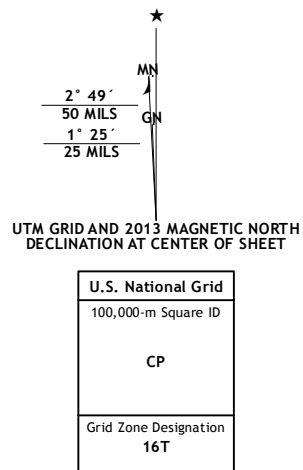 ★
MN
2° 49´
50 MILS
GN
1° 25´
25 MILS
UTM GRID AND 2013 MAGNETIC NORTH
DECLINATION AT CENTER OF SHEET
U.S. National Grid
100,000-m Square ID
CP
Grid Zone Designation
16T